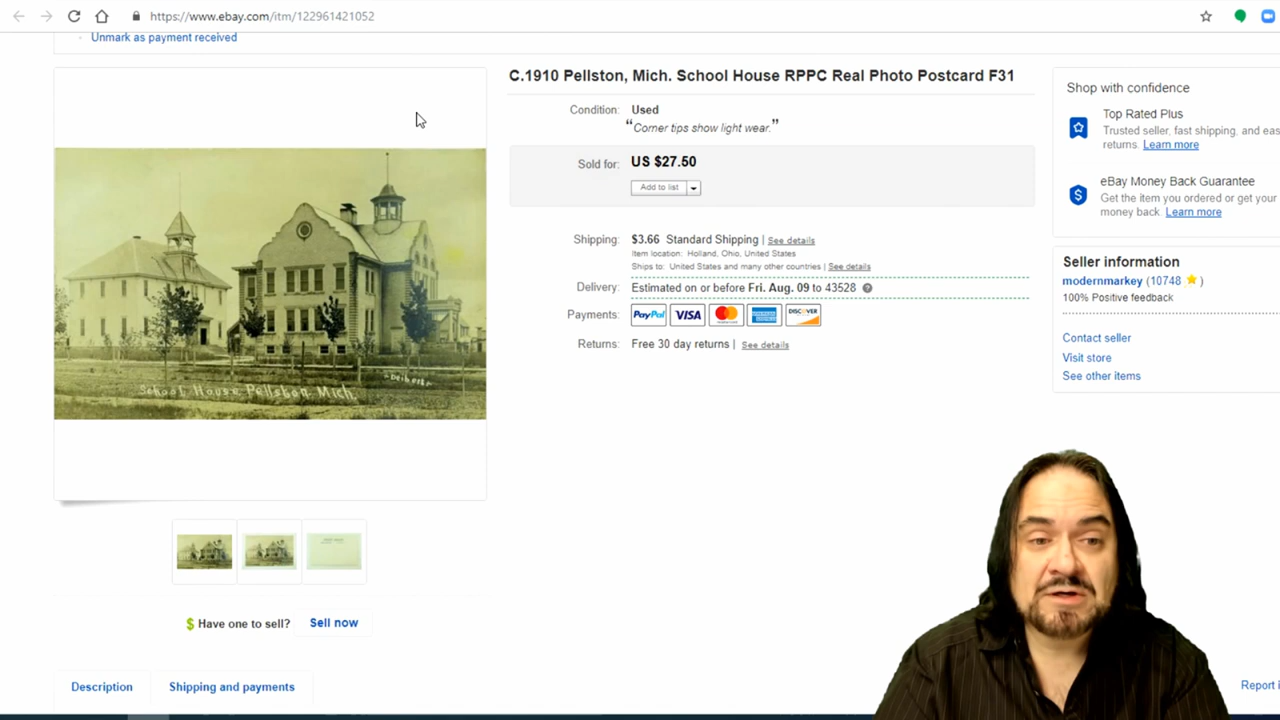 https://www.ebay.com/itm/122961421052
Unmark as payment received
C.1910 Pellston, Mich. School House RPPC Real Photo Postcard F31
Condition: Used
“Corner tips show light wear.”
Sold for: US $27.50
Add to list
Shipping: $3.66 Standard Shipping | See details
Item location: Holland, Ohio, United States
Ships to: United States and many other countries | See details
Delivery: Estimated on or before Fri. Aug. 09 to 43528
Payments: PayPal VISA MasterCard AMERICAN EXPRESS DISCOVER
Returns: Free 30 day returns | See details
Shop with confidence
Top Rated Plus
Trusted seller, fast shipping, and eas
returns. Learn more
eBay Money Back Guarantee
Get the item you ordered or get your
money back. Learn more
Seller information
modernmarkey (10748 )
100% Positive feedback
Contact seller
Visit store
See other items
School House Pellston Mich.
$ Have one to sell? Sell now
Description
Shipping and payments
Report i